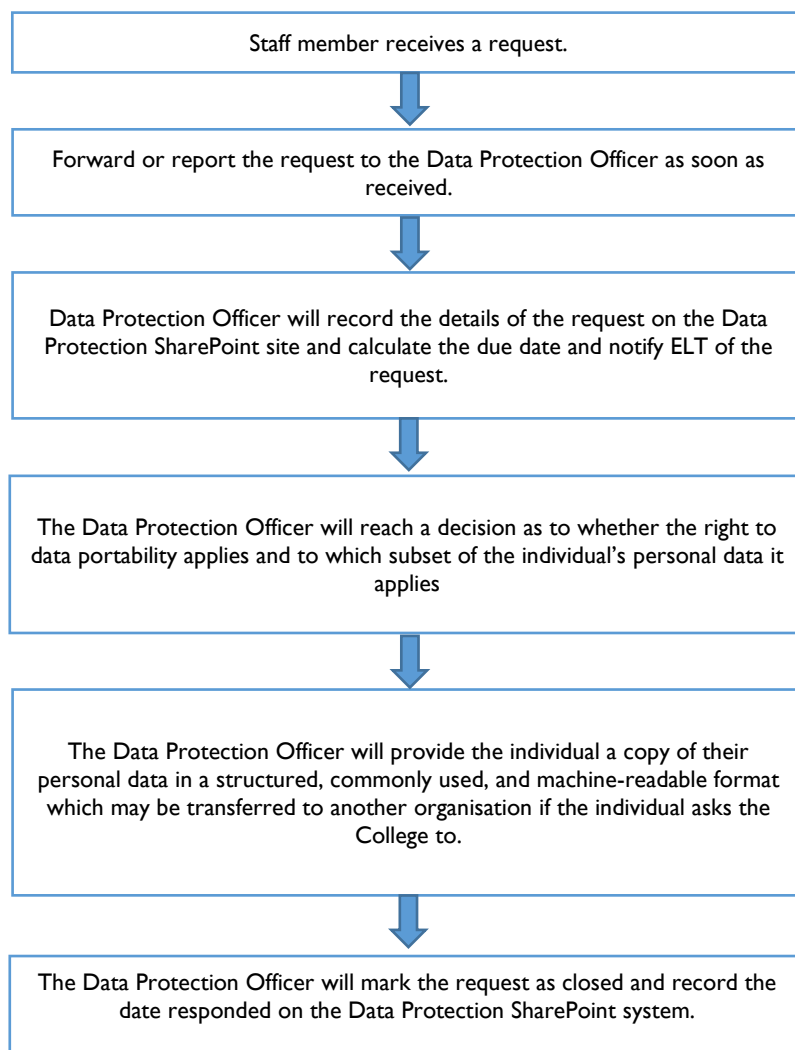 Staff member receives a request.
Forward or report the request to the Data Protection Officer as soon as
received.
Data Protection Officer will record the details of the request on the Data
Protection SharePoint site and calculate the due date and notify ELT of the
request.
The Data Protection Officer will reach a decision as to whether the right to
data portability applies and to which subset of the individual’s personal data it
applies
The Data Protection Officer will provide the individual a copy of their
personal data in a structured, commonly used, and machine-readable format
which may be transferred to another organisation if the individual asks the
College to.
The Data Protection Officer will mark the request as closed and record the
date responded on the Data Protection SharePoint system.